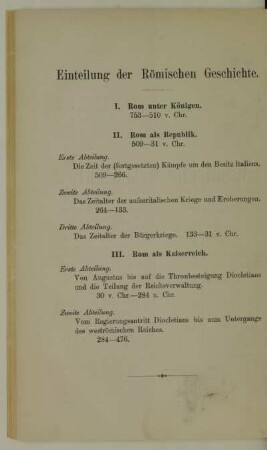 Einteilung der Römischen Geschichte.
I. Rom unter Königen.
753—510 v. Chr.
II. Rom als Republik.
509—31 v. Chr.
Erste Abteilung.
Die Zeit der (fortgesetzten) Kämpfe um den Besitz Italiens.
509—266.
Zweite Abteilung.
Das Zeitalter der außeritalischen Kriege und Eroberungen.
264—133.
Dritte Abteilung.
Das Zeitalter der Bürgerkriege. 133—31 v. Chr.
III. Rom als Kaiserreich.
Erste Abteilung.
Von Augustus bis auf die Thronbesteigung Diocletians
und die Teilung der Reichsverwaltung.
30 v. Chr.—284 n. Chr.
Zweite Abteilung.
Vom Regierungsantritt Diocletians bis zum Untergange
des weströmischen Reiches.
284—476.